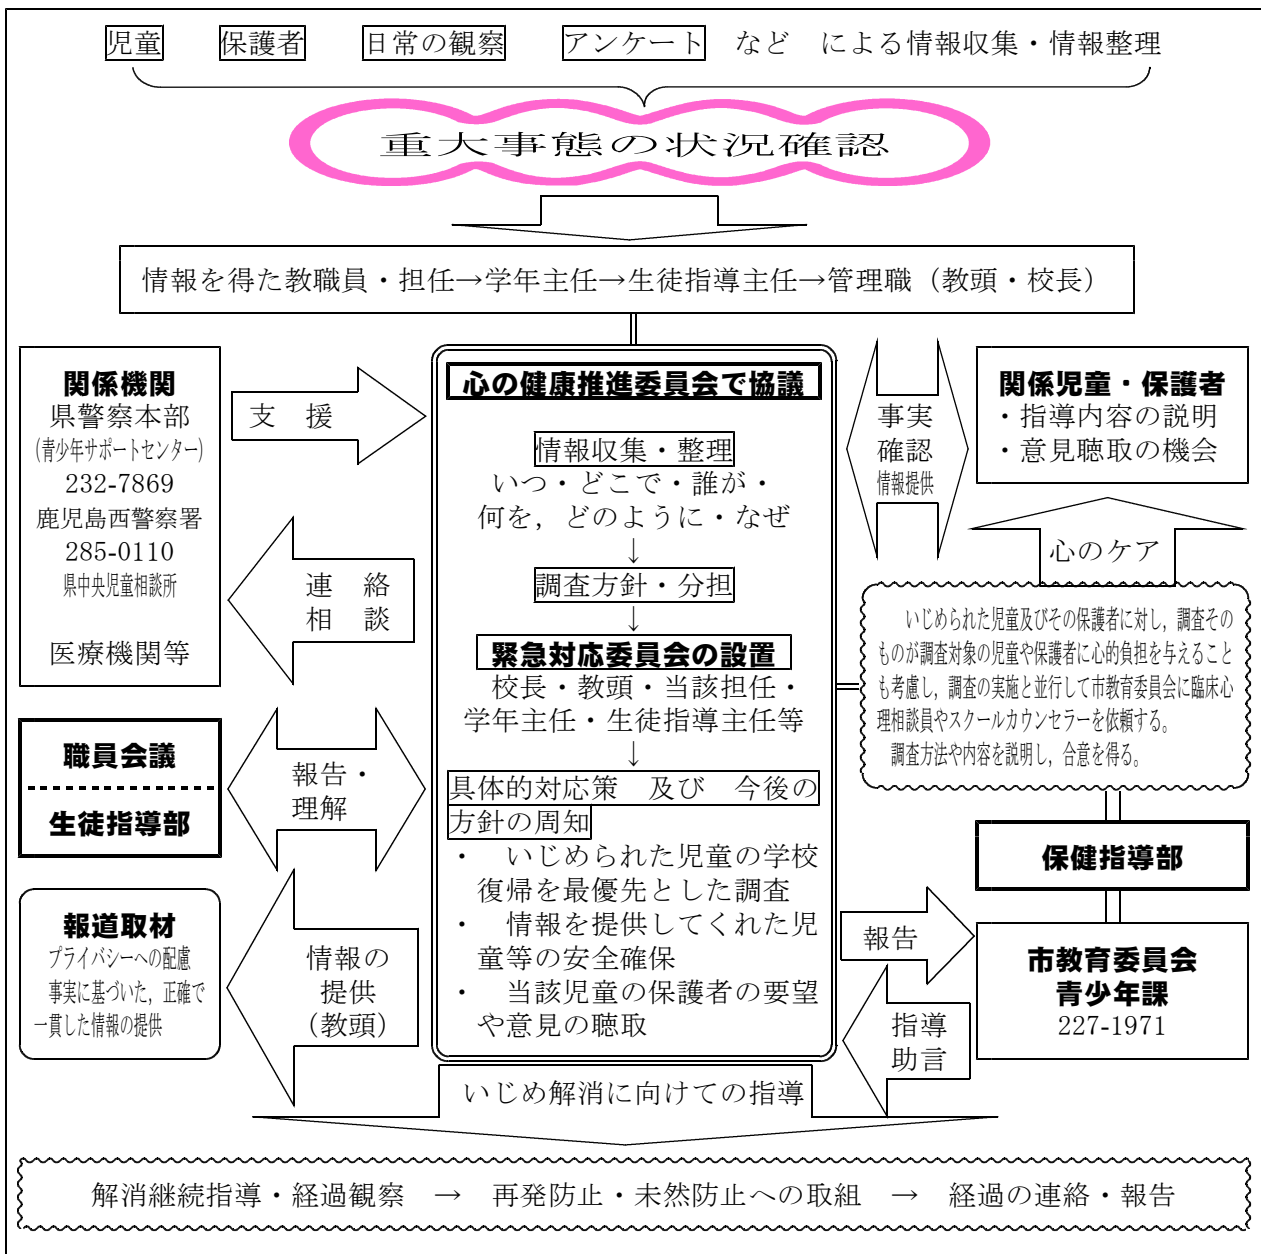 児童　保護者　日常の観察　アンケート　など　による情報収集・情報整理
重大事態の状況確認
情報を得た教職員・担任→学年主任→生徒指導主任→管理職（教頭・校長）
関係機関
県警察本部
(青少年サポートセンター)
232-7869
鹿児島西警察署
285-0110
県中央児童相談所
医療機関等
支　援
連　絡
相　談
職員会議
生徒指導部
報告・
理解
報道取材
プライバシーへの配慮
事実に基づいた，正確で
一貫した情報の提供
情報の
提供
（教頭）
心の健康推進委員会で協議
情報収集・整理
いつ・どこで・誰が・
何を，どのように・なぜ
↓
調査方針・分担
↓
緊急対応委員会の設置
校長・教頭・当該担任・
学年主任・生徒指導主任等
↓
具体的対応策　及び　今後の
方針の周知
・　いじめられた児童の学校
復帰を最優先とした調査
・　情報を提供してくれた児
童等の安全確保
・　当該児童の保護者の要望
や意見の聴取
事実
確認
情報提供
関係児童・保護者
・指導内容の説明
・意見聴取の機会
心のケア
いじめられた児童及びその保護者に対し，調査その
ものが調査対象の児童や保護者に心的負担を与えること
も考慮し，調査の実施と並行して市教育委員会に臨床心
理相談員やスクールカウンセラーを依頼する。
調査方法や内容を説明し，合意を得る。
保健指導部
報告
市教育委員会
青少年課
227-1971
指導
助言
いじめ解消に向けての指導
解消継続指導・経過観察　→　再発防止・未然防止への取組　→　経過の連絡・報告